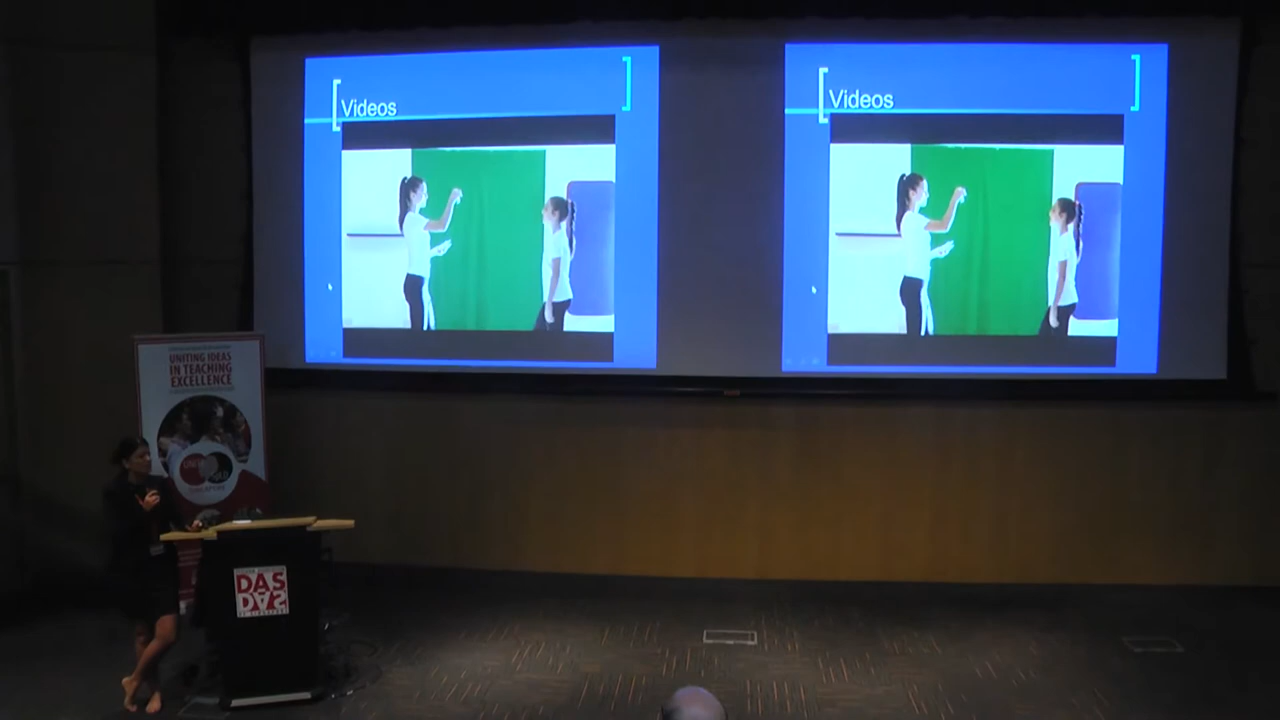 Videos
Videos
UNITING IDEAS
IN TEACHING
EXCELLENCE
DAS
DAS